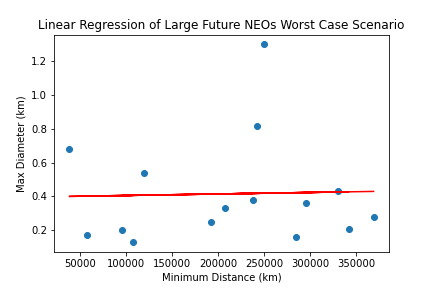 Linear Regression of Large Future NEOs Worst Case Scenario
Max Diameter (km)
1.2
1.0
0.8
0.6
0.4
0.2
50000 100000 150000 200000 250000 300000 350000
Minimum Distance (km)